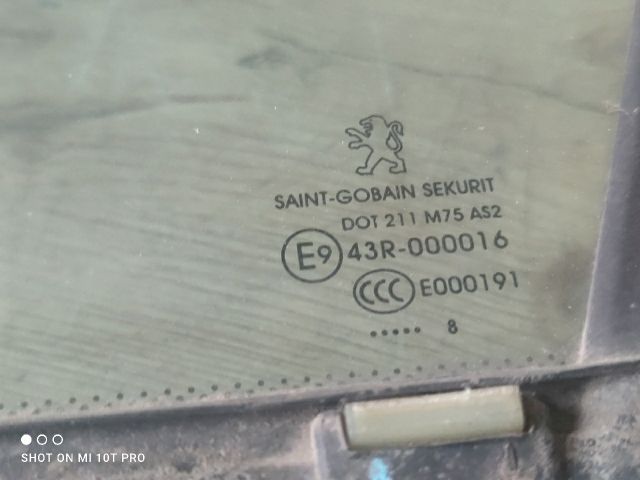 SAINT-GOBAIN SEKURIT
DOT 211 M75 AS2
E9 43R-000016
CCC E000191
..... 8
SHOT ON MI 10T PRO